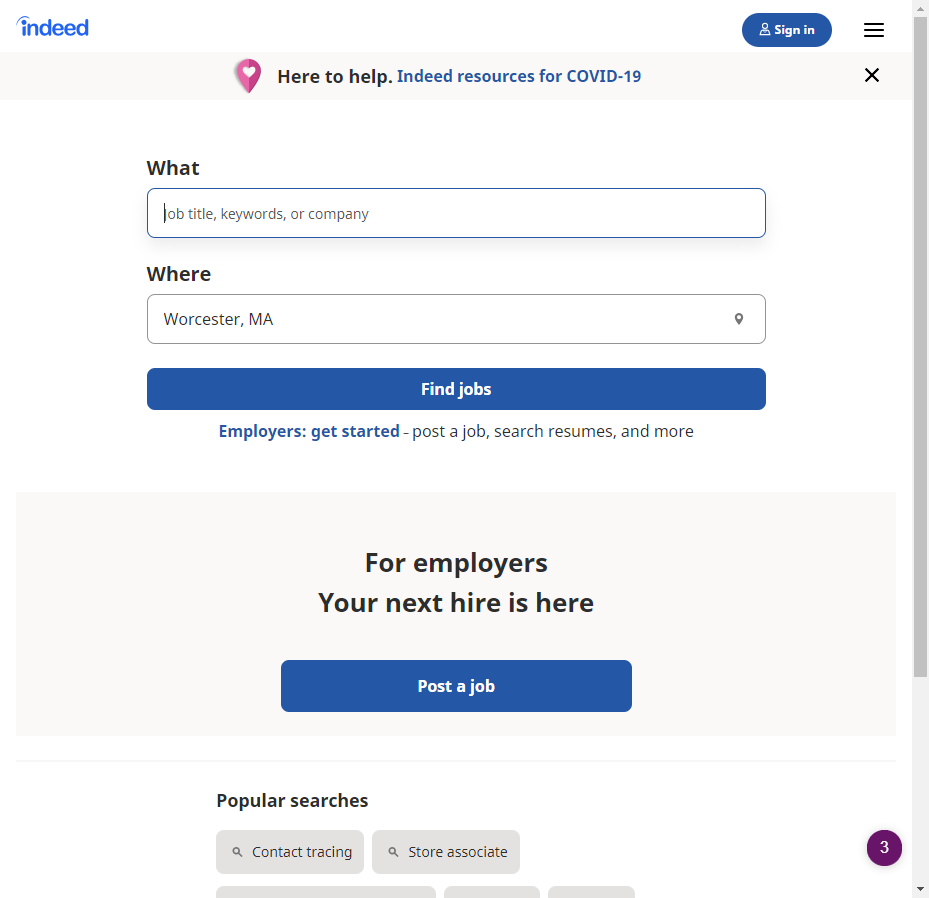 indeed
Sign in
Here to help. Indeed resources for COVID-19
What
Job title, keywords, or company
Where
Worcester, MA
Find jobs
Employers: get started - post a job, search resumes, and more
For employers
Your next hire is here
Post a job
Popular searches
Contact tracing
Store associate
3